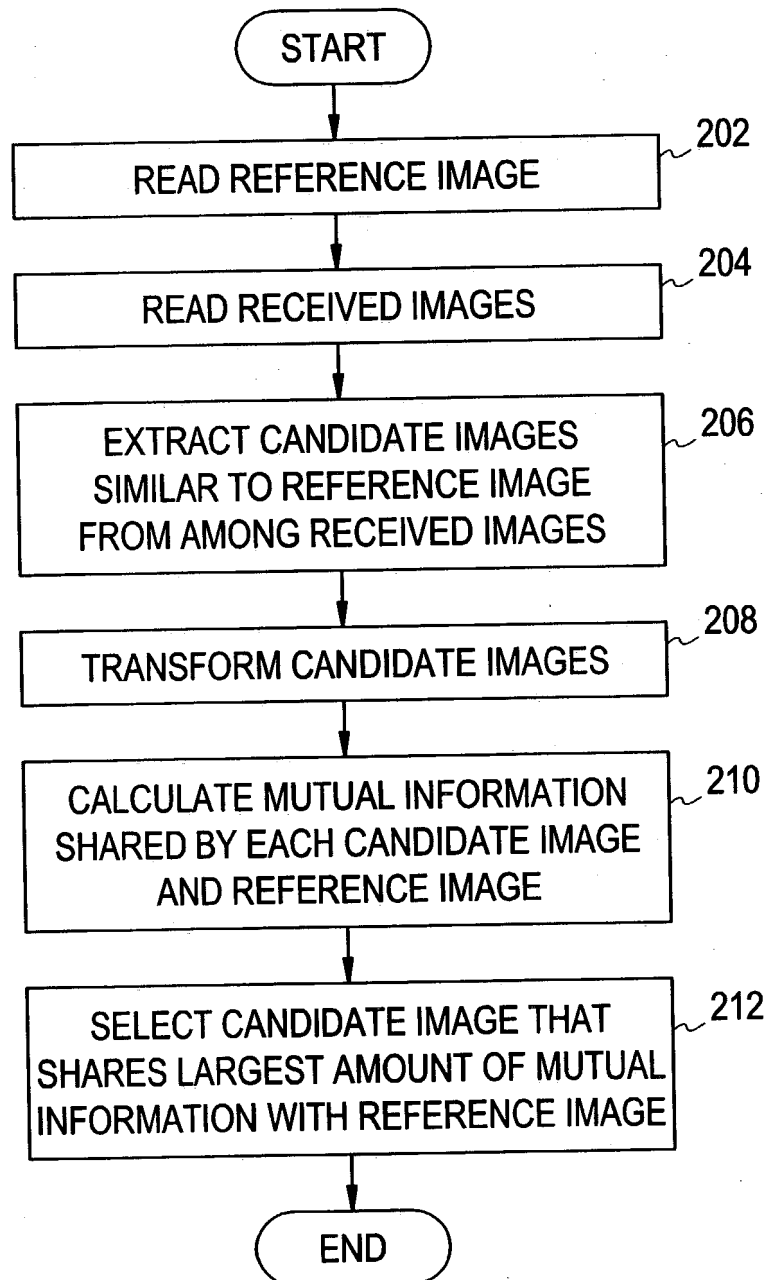 START
202
READ REFERENCE IMAGE
204
READ RECEIVED IMAGES
206
EXTRACT CANDIDATE IMAGES
SIMILAR TO REFERENCE IMAGE
FROM AMONG RECEIVED IMAGES
208
TRANSFORM CANDIDATE IMAGES
210
CALCULATE MUTUAL INFORMATION
SHARED BY EACH CANDIDATE IMAGE
AND REFERENCE IMAGE
212
SELECT CANDIDATE IMAGE THAT
SHARES LARGEST AMOUNT OF MUTUAL
INFORMATION WITH REFERENCE IMAGE
END